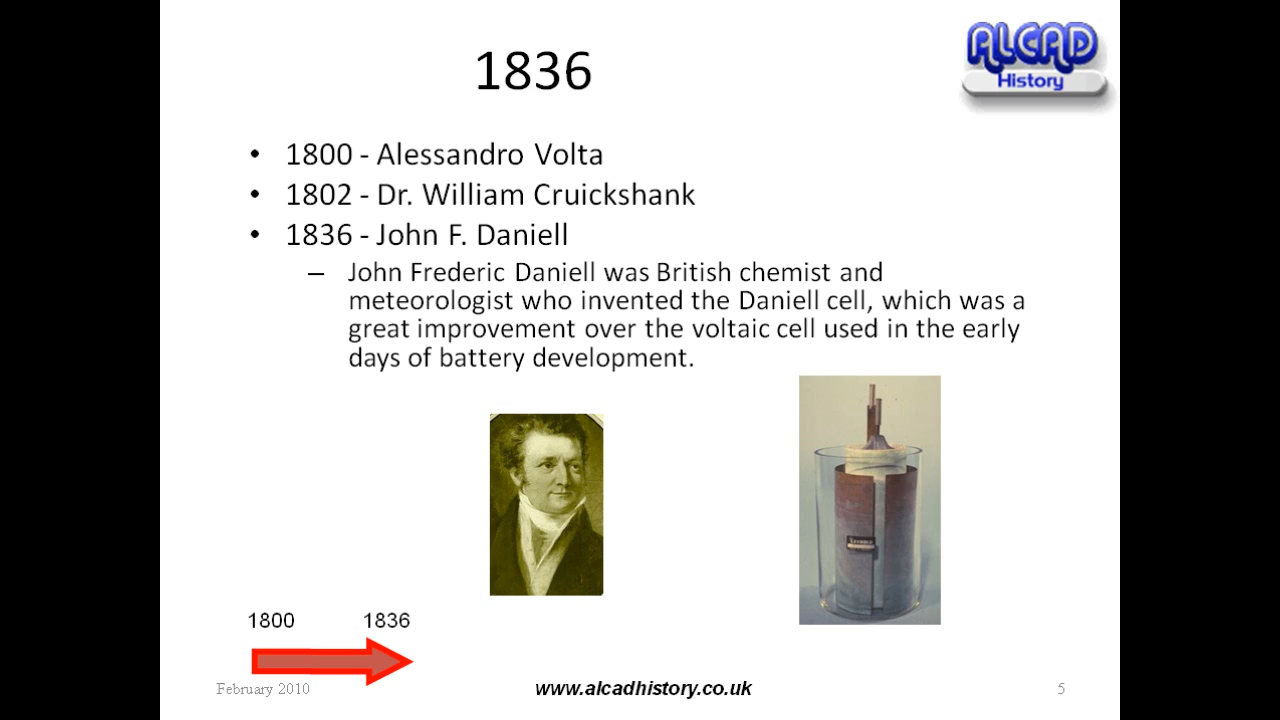 1836
ALCAD
History
• 1800 - Alessandro Volta
• 1802 - Dr. William Cruickshank
• 1836 - John F. Daniell
– John Frederic Daniell was British chemist and
meteorologist who invented the Daniell cell, which was a
great improvement over the voltaic cell used in the early
days of battery development.
1800 1836
February 2010 www.alcadhistory.co.uk 5